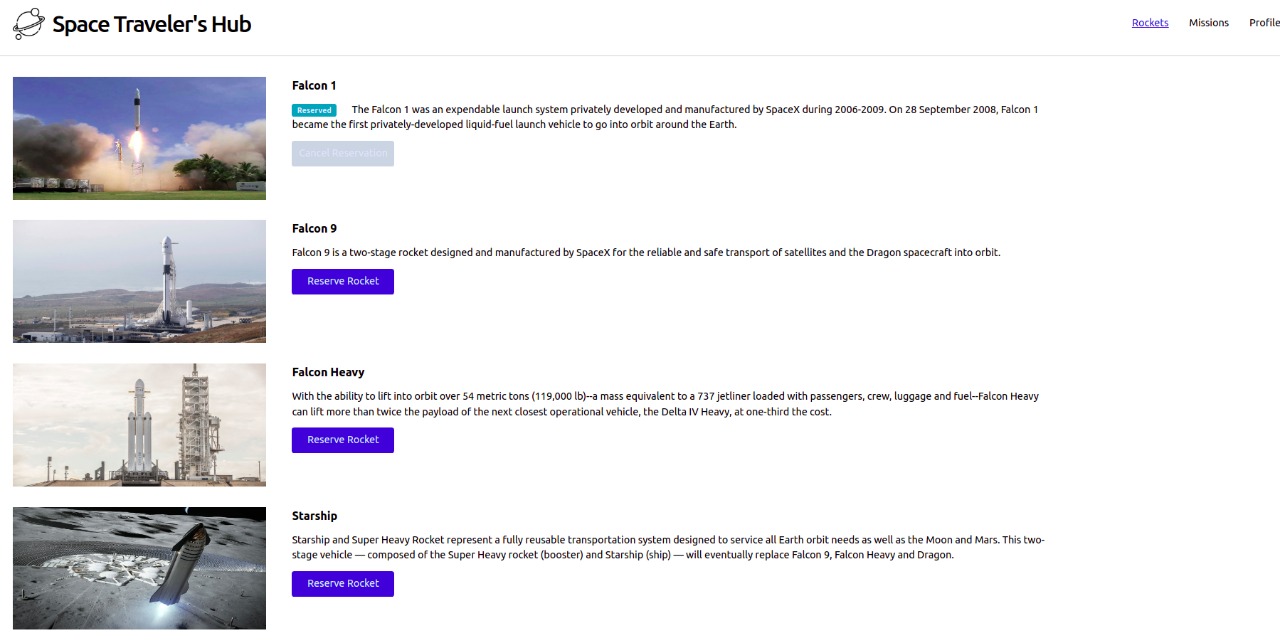 Space Traveler's Hub
Rockets Missions Profile
Falcon 1
Reserved The Falcon 1 was an expendable launch system privately developed and manufactured by SpaceX during 2006-2009. On 28 September 2008, Falcon 1
became the first privately-developed liquid-fuel launch vehicle to go into orbit around the Earth.
Cancel Reservation
Falcon 9
Falcon 9 is a two-stage rocket designed and manufactured by SpaceX for the reliable and safe transport of satellites and the Dragon spacecraft into orbit.
Reserve Rocket
Falcon Heavy
With the ability to lift into orbit over 54 metric tons (119,000 lb)--a mass equivalent to a 737 jetliner loaded with passengers, crew, luggage and fuel--Falcon Heavy
can lift more than twice the payload of the next closest operational vehicle, the Delta IV Heavy, at one-third the cost.
Reserve Rocket
Starship
Starship and Super Heavy Rocket represent a fully reusable transportation system designed to service all Earth orbit needs as well as the Moon and Mars. This two-
stage vehicle — composed of the Super Heavy rocket (booster) and Starship (ship) — will eventually replace Falcon 9, Falcon Heavy and Dragon.
Reserve Rocket